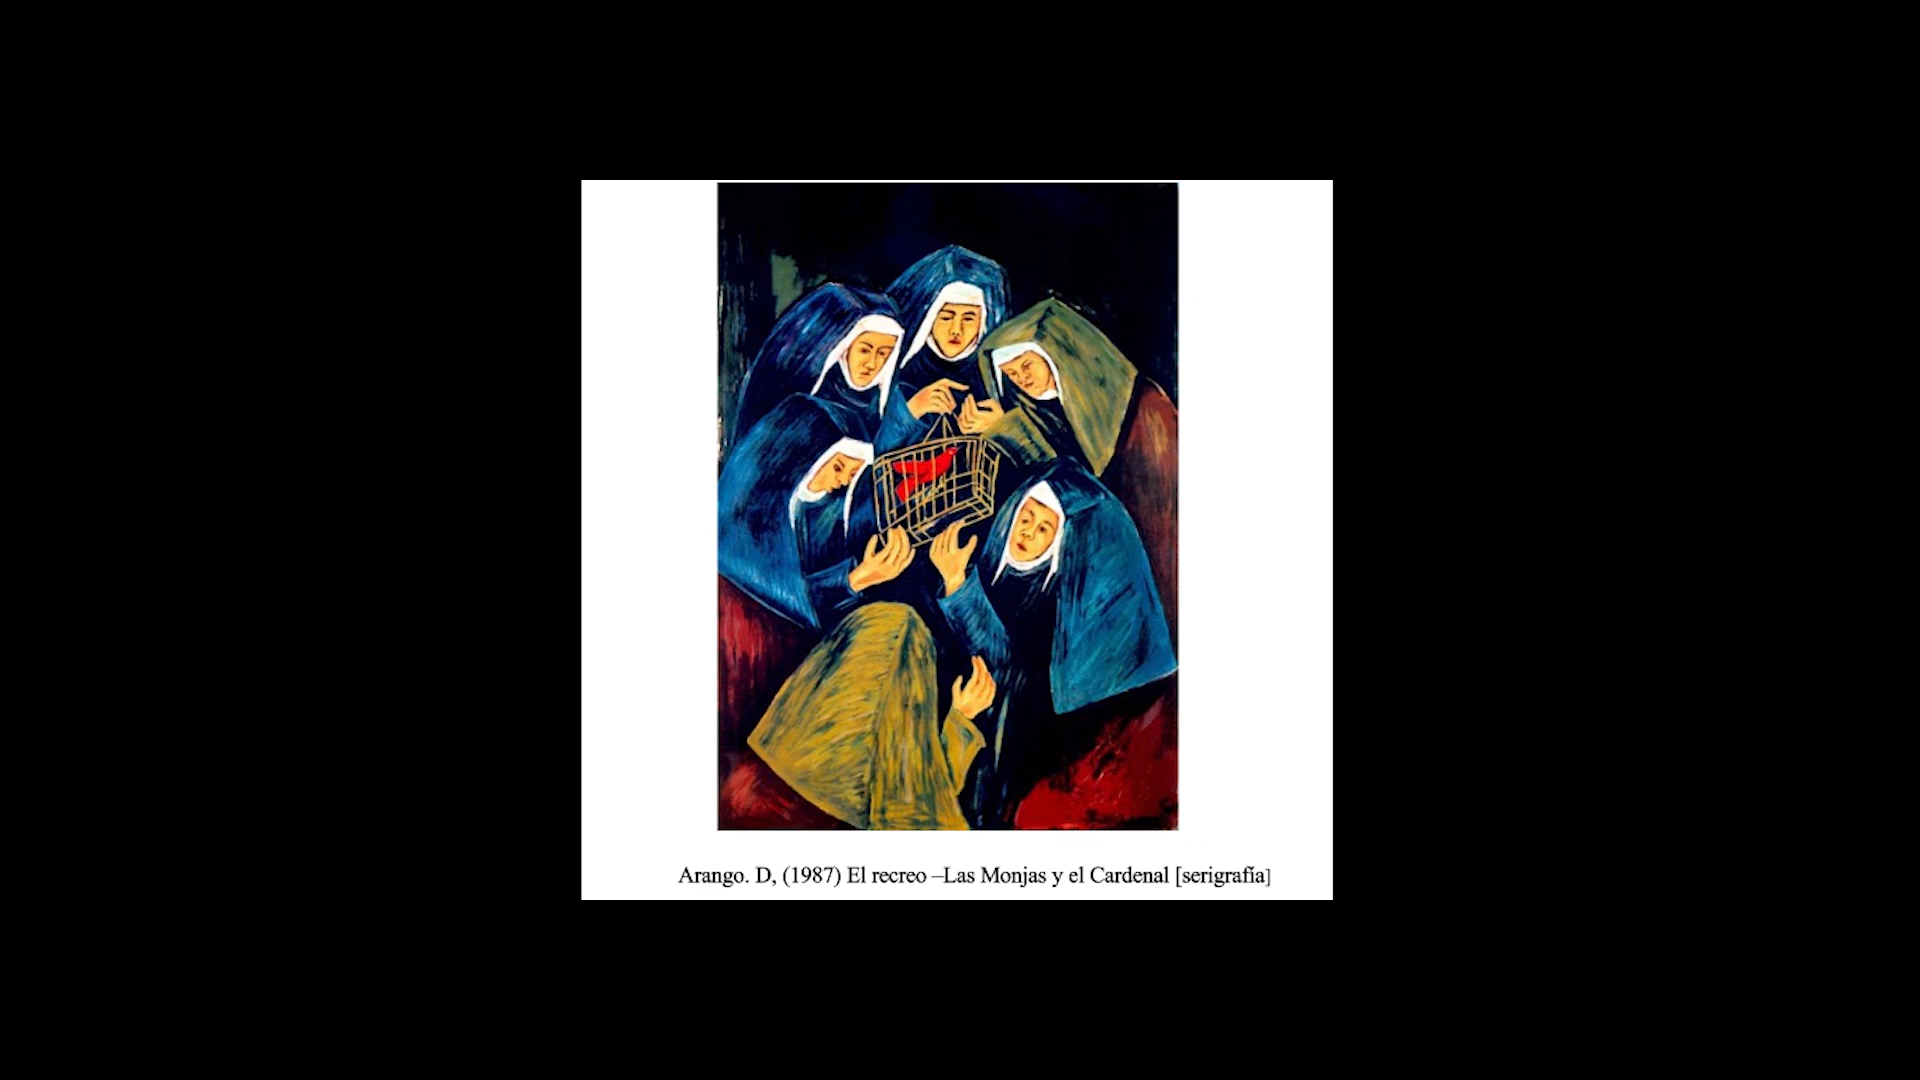 Arango. D, (1987) El recreo –Las Monjas y el Cardenal [serigrafía]